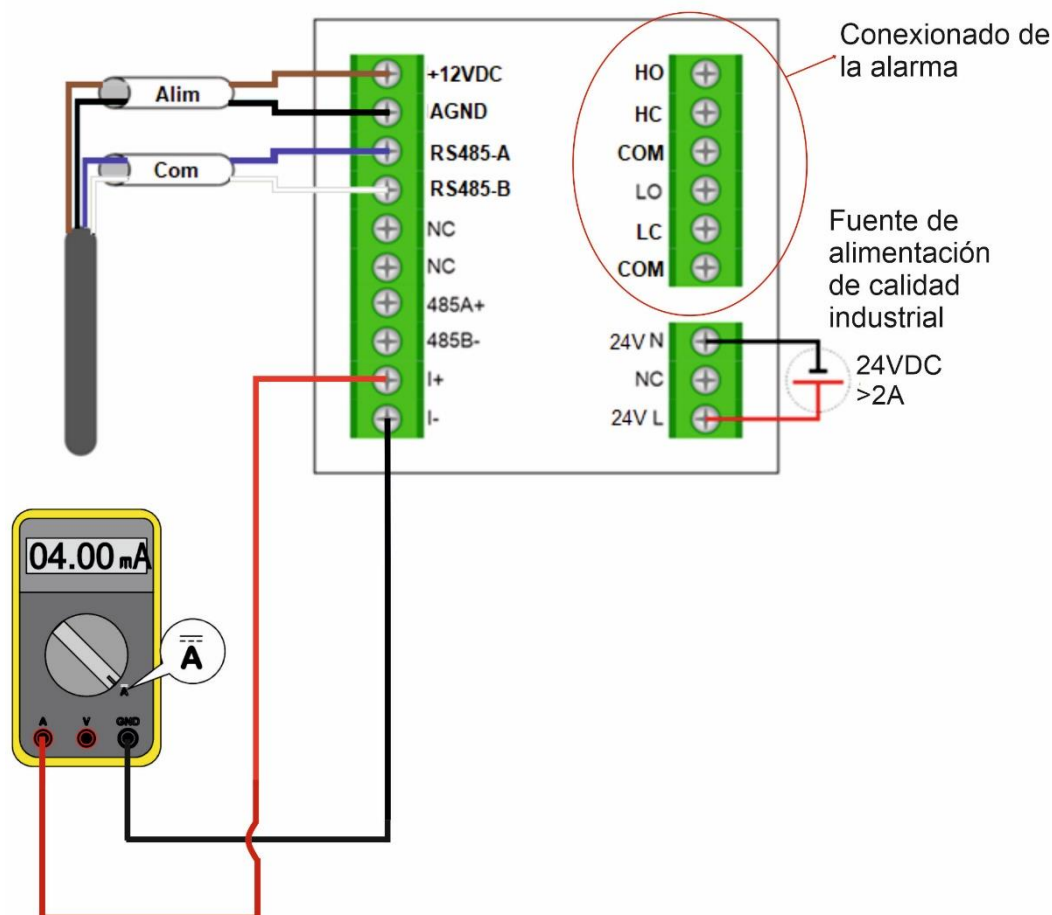 Alim
Com
+12VDC
AGND
RS485-A
RS485-B
NC
NC
485A+
485B-
I+
I-
HO
HC
COM
LO
LC
COM
24V N
NC
24V L
Conexionado de
la alarma
Fuente de
alimentación
de calidad
industrial
24VDC
>2A
04.00 mA
A
A
A
V
GND